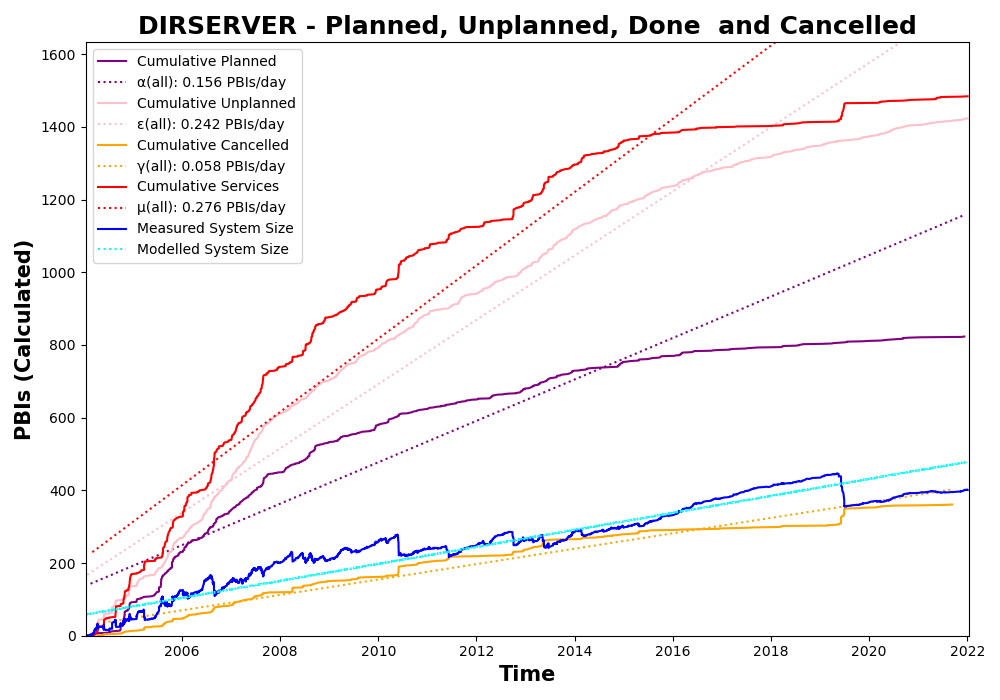 DIRSERVER - Planned, Unplanned, Done  and Cancelled
PBIs (Calculated)
1600
1400
1200
1000
800
600
400
200
0
Cumulative Planned
α(all): 0.156 PBIs/day
Cumulative Unplanned
ε(all): 0.242 PBIs/day
Cumulative Cancelled
γ(all): 0.058 PBIs/day
Cumulative Services
μ(all): 0.276 PBIs/day
Measured System Size
Modelled System Size
2006 2008 2010 2012 2014 2016 2018 2020 2022
Time